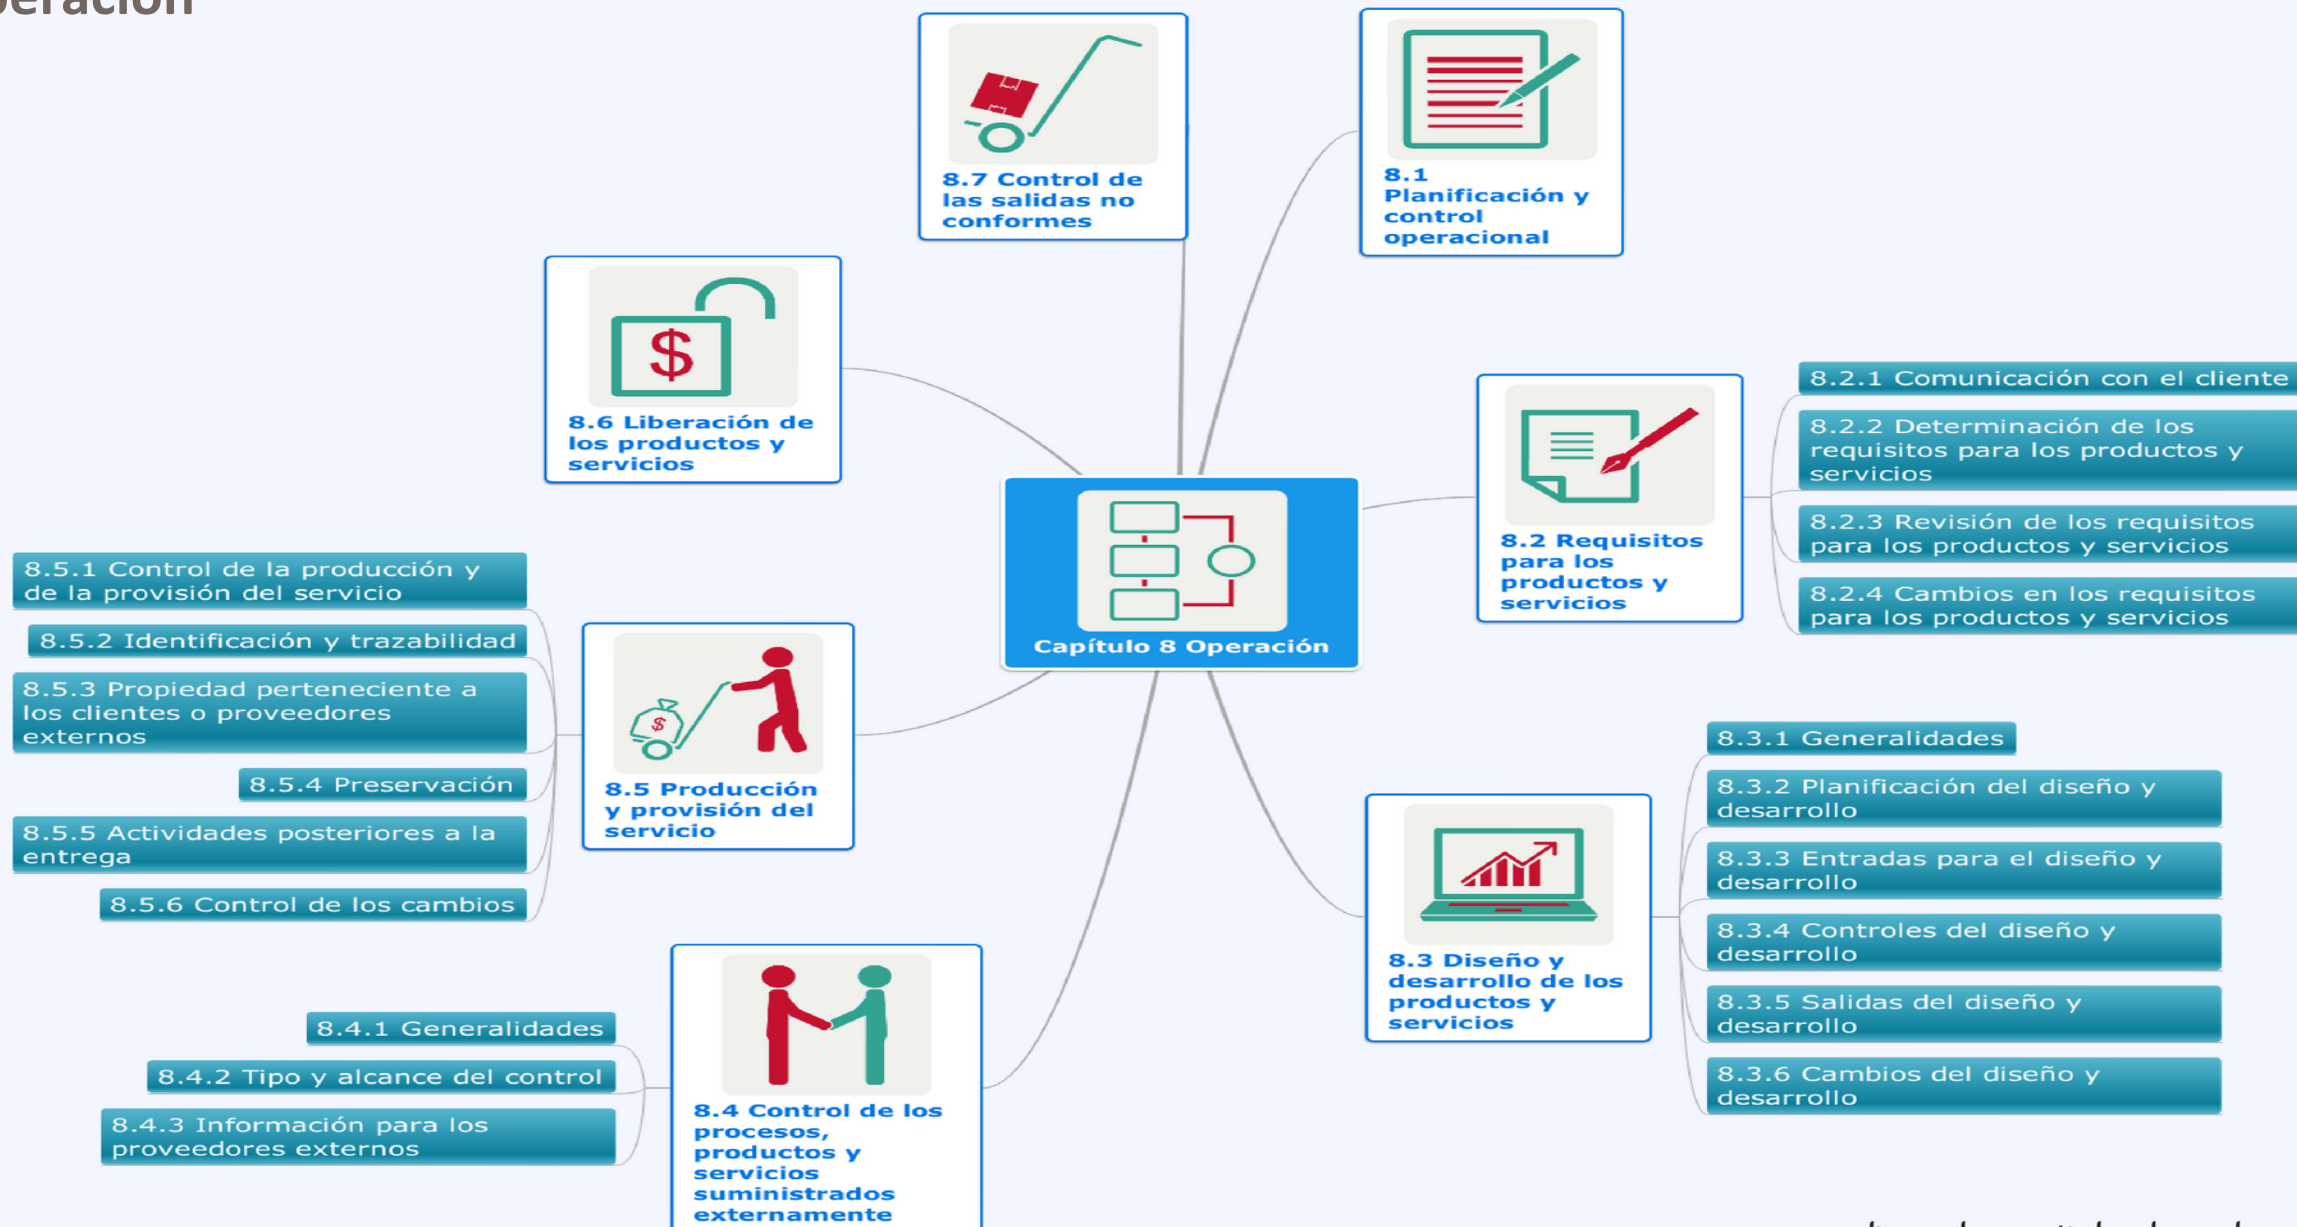 8.7 Control de
las salidas no
conformes
8.1
Planificación y
control
operacional
8.6 Liberación de
los productos y
servicios
$
Capítulo 8 Operación
8.2 Requisitos
para los
productos y
servicios
8.2.1 Comunicación con el cliente
8.2.2 Determinación de los
requisitos para los productos y
servicios
8.2.3 Revisión de los requisitos
para los productos y servicios
8.2.4 Cambios en los requisitos
para los productos y servicios
8.5.1 Control de la producción y
de la provisión del servicio
8.5.2 Identificación y trazabilidad
8.5.3 Propiedad perteneciente a
los clientes o proveedores
externos
8.5.4 Preservación
8.5.5 Actividades posteriores a la
entrega
8.5.6 Control de los cambios
$
8.5 Producción
y provisión del
servicio
8.3 Diseño y
desarrollo de los
productos y
servicios
8.3.1 Generalidades
8.3.2 Planificación del diseño y
desarrollo
8.3.3 Entradas para el diseño y
desarrollo
8.3.4 Controles del diseño y
desarrollo
8.3.5 Salidas del diseño y
desarrollo
8.3.6 Cambios del diseño y
desarrollo
8.4.1 Generalidades
8.4.2 Tipo y alcance del control
8.4.3 Información para los
proveedores externos
8.4 Control de los
procesos,
productos y
servicios
suministrados
externamente